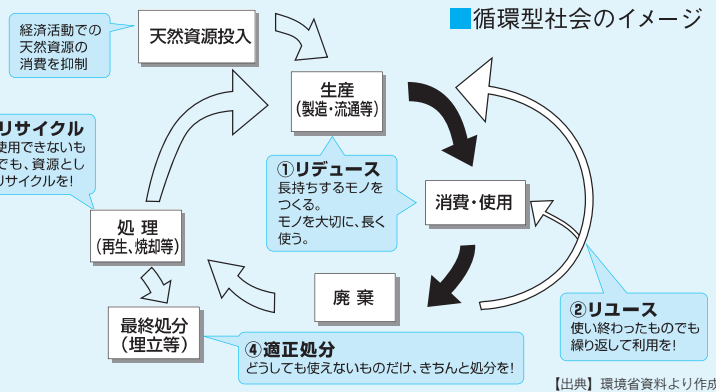 ■循環型社会のイメージ
経済活動での
天然資源の
消費を抑制
天然資源投入
生産
(製造・流通等)
リサイクル
使用できないも
でも、資源とし
リサイクルを!
①リデュース
長持ちするモノを
つくる。
モノを大切に、長く
使う。
消費・使用
処理
(再生、焼却等)
廃棄
②リユース
使い終わったものでも
繰り返して利用を!
最終処分
(埋立等)
④適正処分
どうしても使えないものだけ、きちんと処分を!
【出典】環境省資料より作成